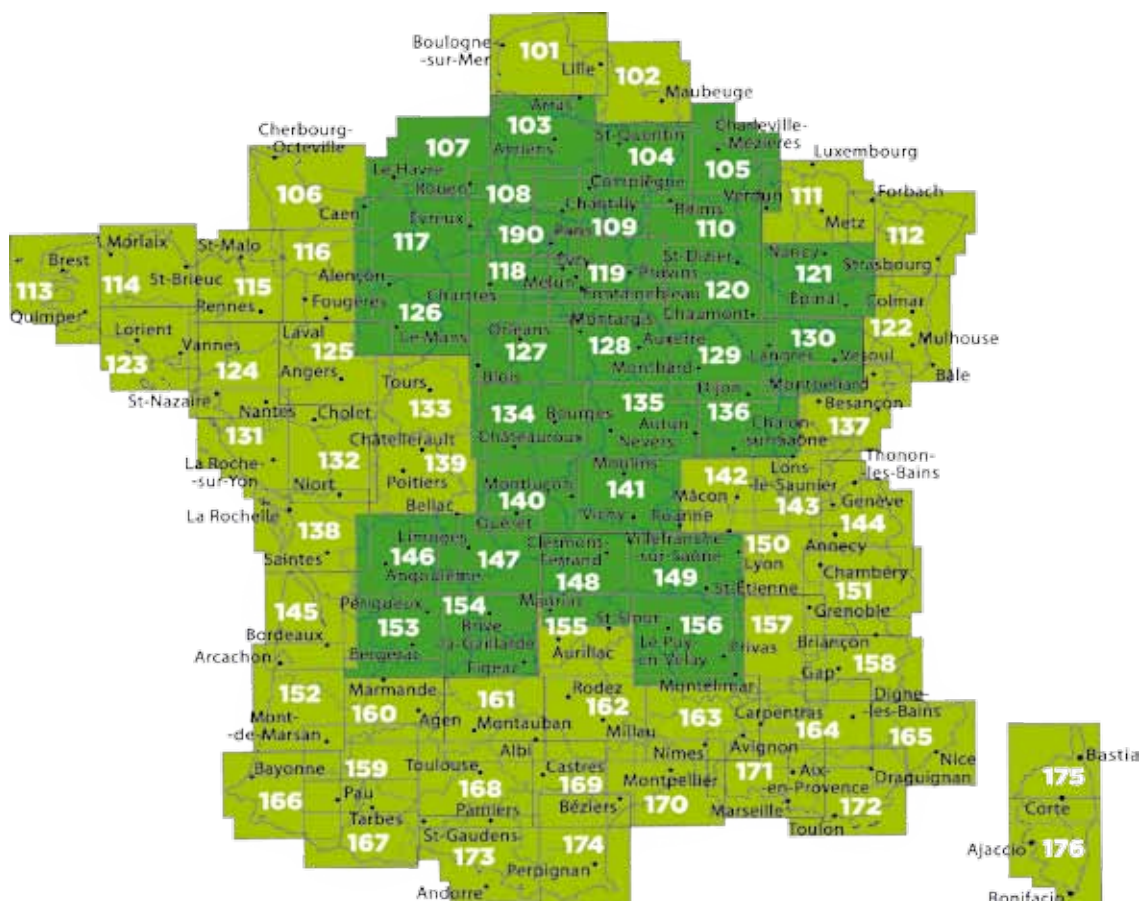 Boulogne-
-sur-Mer
101
Lille
102
Maubeuge
Arras
103
Amiens
St-Quentin
104
Charleville-
Mézières
105
Cherbourg-
Octeville
107
Le Havre
Rouen
Luxembourg
Forbach
106
Caen
108
Compiègne
Chantilly
Reims
Verdun
111
Metz
112
Evreux
117
190
Paris
109
110
Nancy
Strasbourg
Morlaix
Brest
113
114
St-Brieuc
Quimper
St-Malo
115
Rennes
116
Alençon
Fougères
118
Chartres
Evry
Melun
119
Provins
Fontainebleau
St-Dizier
120
Chaumont
121
Epinal
Colmar
122
Mulhouse
Bâle
Lorient
123
Vannes
124
St-Nazaire
Nantes
Laval
125
Angers
Cholet
126
Le Mans
Orléans
127
Blois
Montargis
128
Auxerre
Montbard
129
Dijon
130
Langres
Vesoul
Montbéliard
Besançon
137
Tours
133
Châtellerault
134
Bourges
Châteauroux
135
Autun
Nevers
136
Chalon-
sur-Saône
131
La Roche-
-sur-Yon
132
Niort
139
Poitiers
Bellac
Montluçon
140
Guéret
Moulins
141
Vichy
142
Mâcon
Roanne
Lons-
-le-Saunier
143
Thonon-
-les-Bains
Genève
144
Annecy
La Rochelle
138
Saintes
Limoges
146
Angoulême
147
Clermont-
Ferrand
148
Villefranche-
-sur-Saône
149
St-Étienne
150
Lyon
Chambéry
151
Grenoble
145
Bordeaux
Arcachon
Périgueux
153
Bergerac
154
Brive
-la-Gaillarde
Figeac
Mauriac
155
Aurillac
St-Flour
156
Le Puy
-en-Velay
157
Privas
Briançon
158
Gap
152
Mont-
-de-Marsan
Marmande
160
Agen
161
Montauban
Albi
Rodez
162
Millau
Montélimar
163
Nîmes
Carpentras
Avignon
164
Digne-
-les-Bains
165
Nice
Draguignan
Bayonne
166
159
Pau
Tarbes
167
Toulouse
168
Pamiers
St-Gaudens
Castres
169
Béziers
Montpellier
170
171
Aix-
-en-Provence
Marseille
172
Toulon
173
Andorre
174
Perpignan
Bastia
175
Corte
Ajaccio
176
Bonifacio